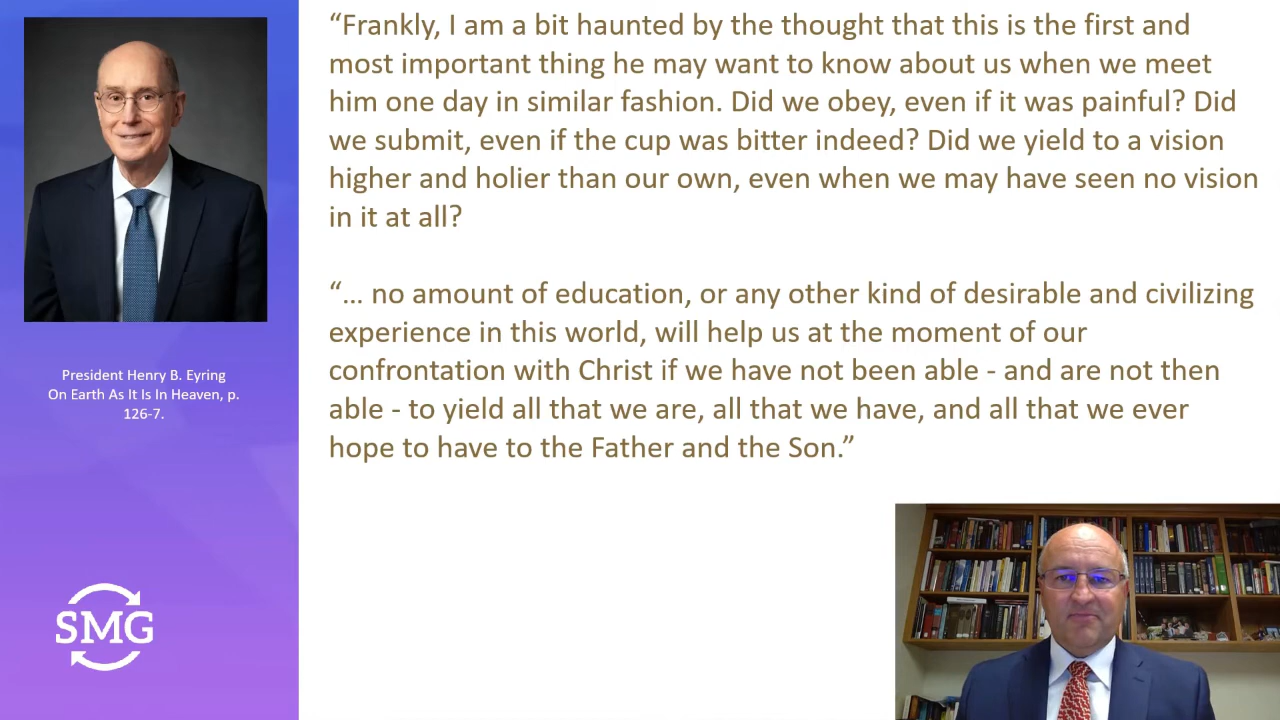 “Frankly, I am a bit haunted by the thought that this is the first and
most important thing he may want to know about us when we meet
him one day in similar fashion. Did we obey, even if it was painful? Did
we submit, even if the cup was bitter indeed? Did we yield to a vision
higher and holier than our own, even when we may have seen no vision
in it at all?
“… no amount of education, or any other kind of desirable and civilizing
experience in this world, will help us at the moment of our
confrontation with Christ if we have not been able - and are not then
able - to yield all that we are, all that we have, and all that we ever
hope to have to the Father and the Son.”
President Henry B. Eyring
On Earth As It Is In Heaven, p.
126-7.
SMG